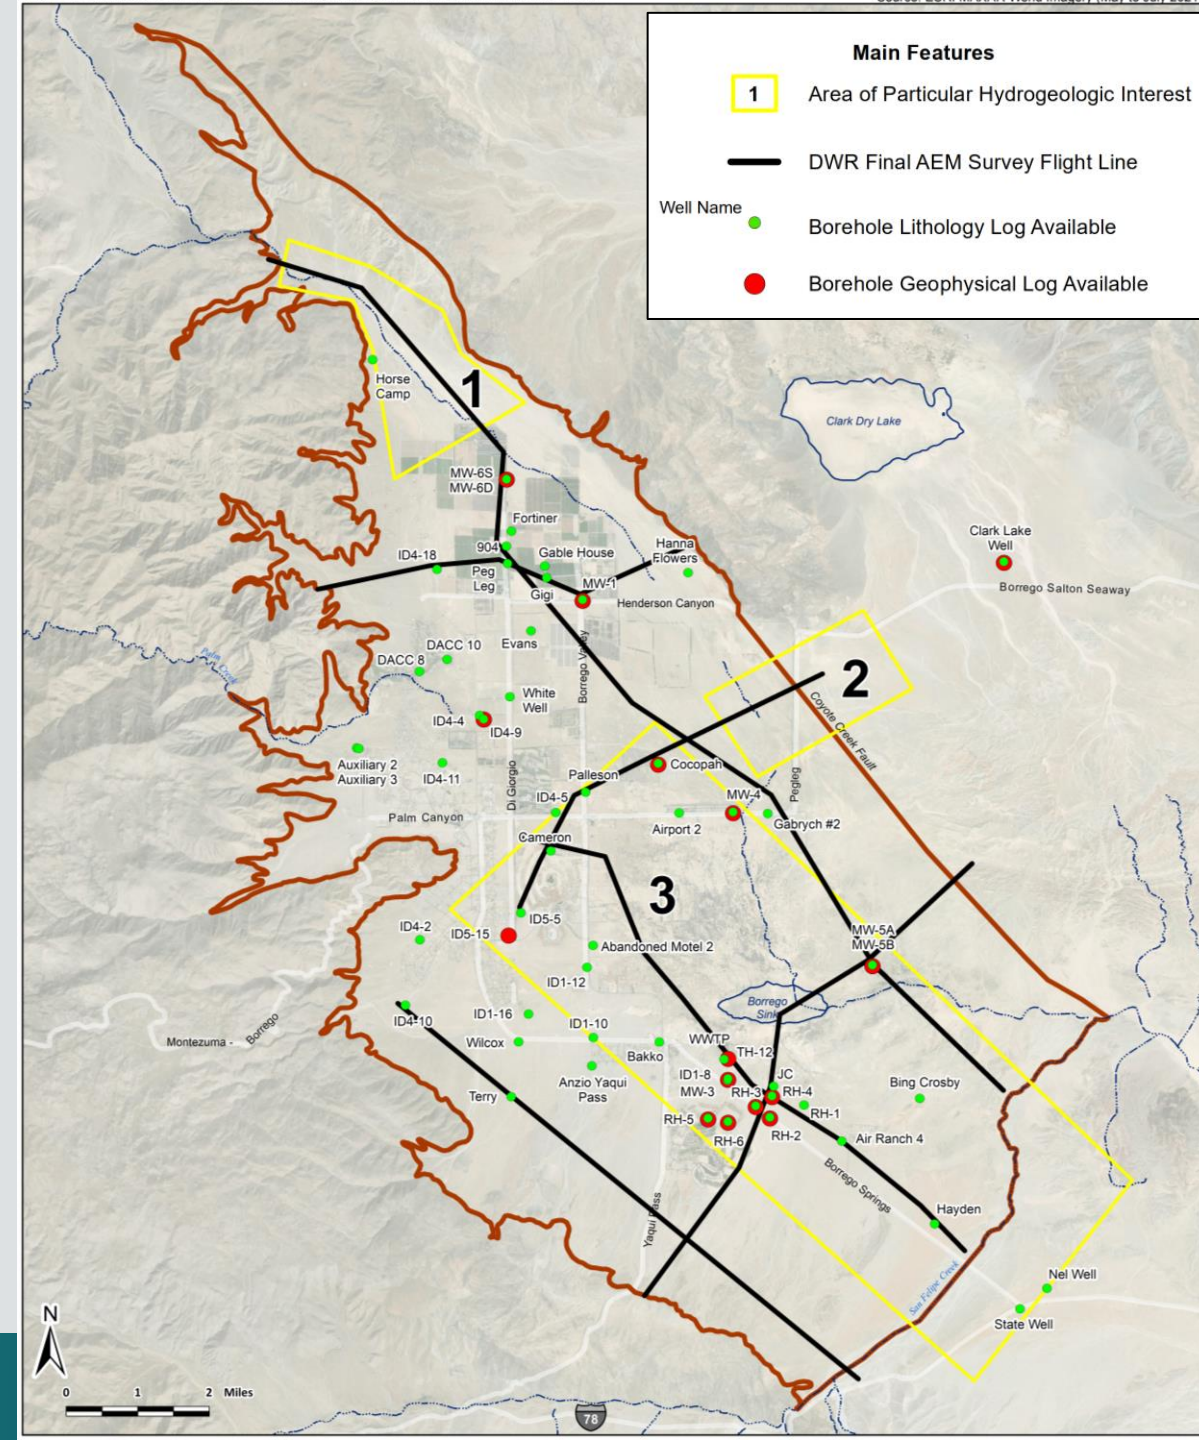 Main Features
1
Area of Particular Hydrogeologic Interest
DWR Final AEM Survey Flight Line
Well Name
Borehole Lithology Log Available
Borehole Geophysical Log Available
1
Horse
Camp
Clark Dry Lake
MW-6S
MW-6D
Fortiner
904
Gable House
Hanna
Flowers
Clark Lake
Well
ID4-18
Peg
Leg
Gigi
MW-1
Henderson Canyon
Borrego Salton Seaway
Evans
Borrego Valley
DACC 10
DACC 8
Palm Creek
White
Well
2
Coyote Creek Fault
ID4-4
ID4-9
Auxiliary 2
Auxiliary 3
ID4-11
Di Giorgio
Palleson
Cocopah
Pegleg
ID4-5
MW-4
Palm Canyon
Airport 2
Gabrych #2
Cameron
3
ID5-5
ID4-2
ID5-15
Abandoned Motel 2
MW-5A
MW-5B
ID1-12
Borrego
Sink
ID4-10
ID1-16
ID1-10
Montezuma -
Borrego
Wilcox
Bakko
WWTP
TH-12
Anzio Yaqui
Pass
ID1-8
MW-3
JC
RH-3
RH-4
Bing Crosby
Terry
RH-1
RH-5
RH-6
RH-2
Air Ranch 4
Borrego Springs
Yaqui Pass
Hayden
San Felipe Creek
Nel Well
State Well
N
0 1 2 Miles
78